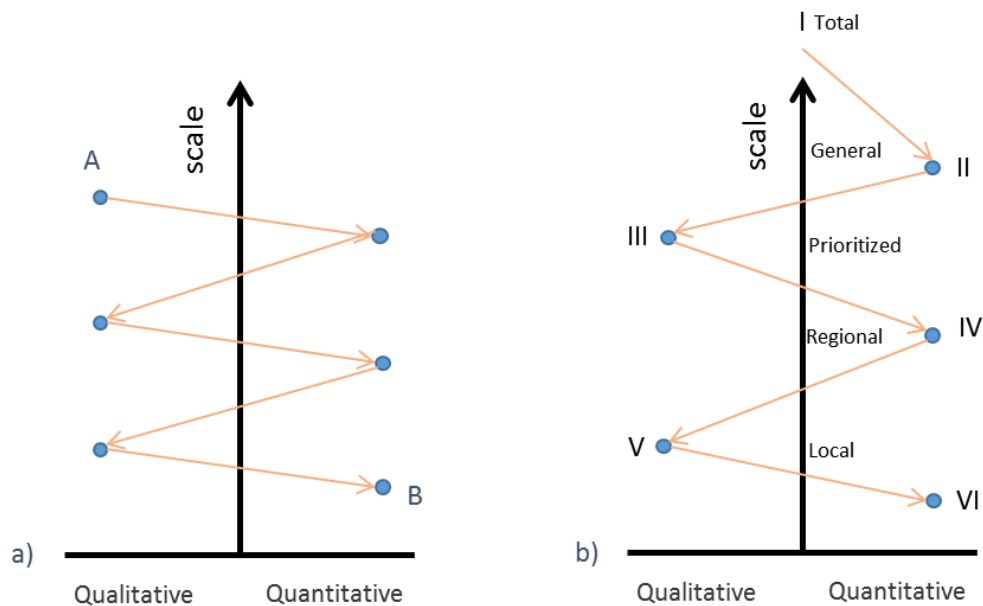 A
scale
B
a)
Qualitative
Quantitative
I Total
scale
General
II
III
Prioritized
Regional
IV
V
Local
VI
b)
Qualitative
Quantitative